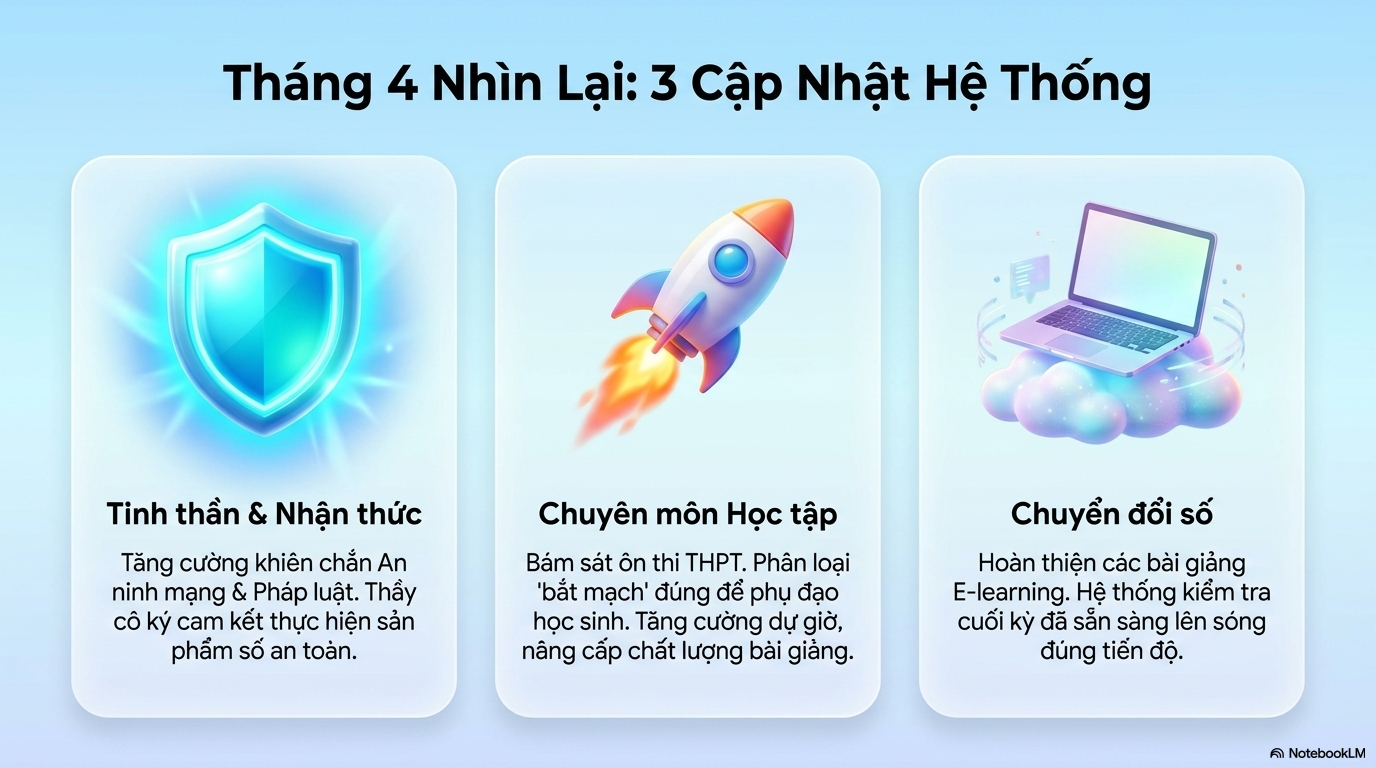 Tháng 4 Nhìn Lại: 3 Cập Nhật Hệ Thống
Tinh thần & Nhận thức
Tăng cường khiên chắn An
ninh mạng & Pháp luật. Thầy
cô ký cam kết thực hiện sản
phẩm số an toàn.
Chuyên môn Học tập
Bám sát ôn thi THPT. Phân loại
'bắt mạch' đúng để phụ đạo
học sinh. Tăng cường dự giờ,
nâng cấp chất lượng bài giảng.
Chuyển đổi số
Hoàn thiện các bài giảng
E-learning. Hệ thống kiểm tra
cuối kỳ đã sẵn sàng lên sóng
đúng tiến độ.
NotebookLM